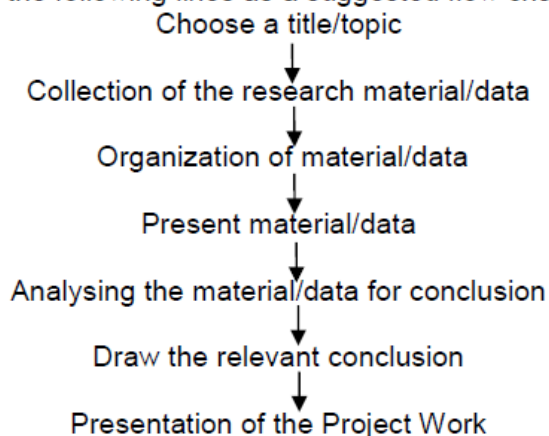 Choose a title/topic
Collection of the research material/data
Organization of material/data
Present material/data
Analysing the material/data for conclusion
Draw the relevant conclusion
Presentation of the Project Work